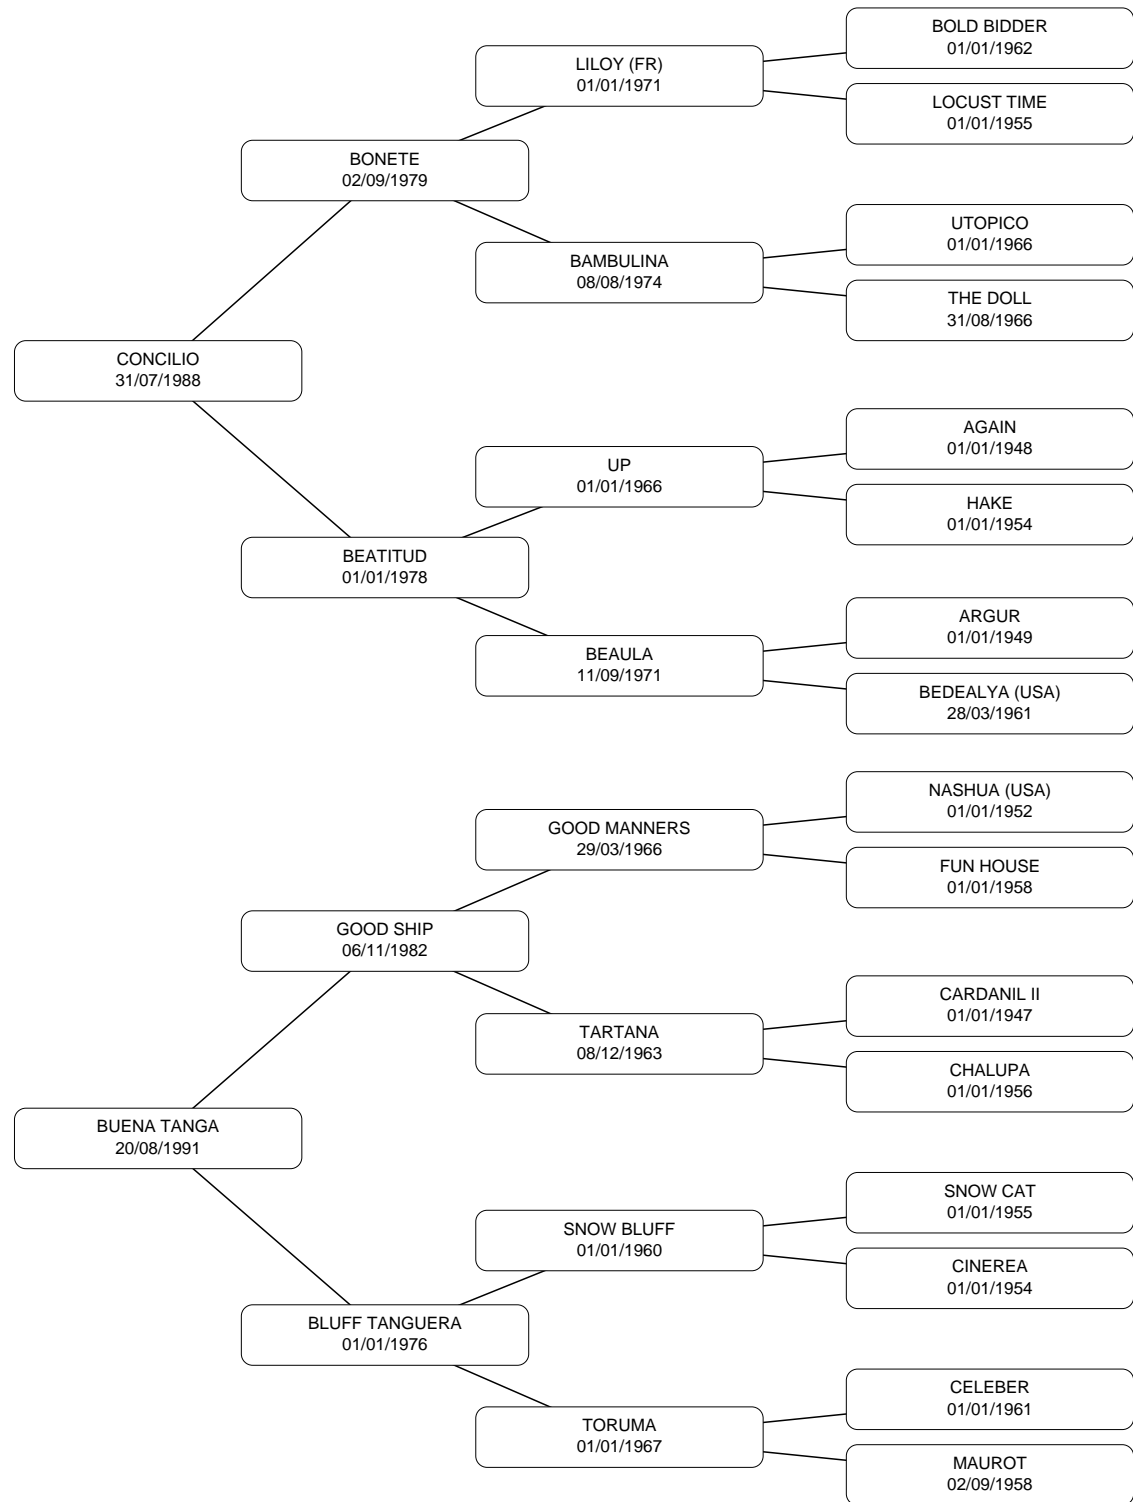 BOLD BIDDER
01/01/1962
LILOY (FR)
01/01/1971
LOCUST TIME
01/01/1955
BONETE
02/09/1979
UTOPICO
01/01/1966
BAMBULINA
08/08/1974
THE DOLL
31/08/1966
CONCILIO
31/07/1988
AGAIN
01/01/1948
UP
01/01/1966
HAKE
01/01/1954
BEATITUD
01/01/1978
ARGUR
01/01/1949
BEAULA
11/09/1971
BEDEALYA (USA)
28/03/1961
NASHUA (USA)
01/01/1952
GOOD MANNERS
29/03/1966
FUN HOUSE
01/01/1958
GOOD SHIP
06/11/1982
CARDANIL II
01/01/1947
TARTANA
08/12/1963
CHALUPA
01/01/1956
BUENA TANGA
20/08/1991
SNOW CAT
01/01/1955
SNOW BLUFF
01/01/1960
CINEREA
01/01/1954
BLUFF TANGUERA
01/01/1976
CELEBER
01/01/1961
TORUMA
01/01/1967
MAUROT
02/09/1958